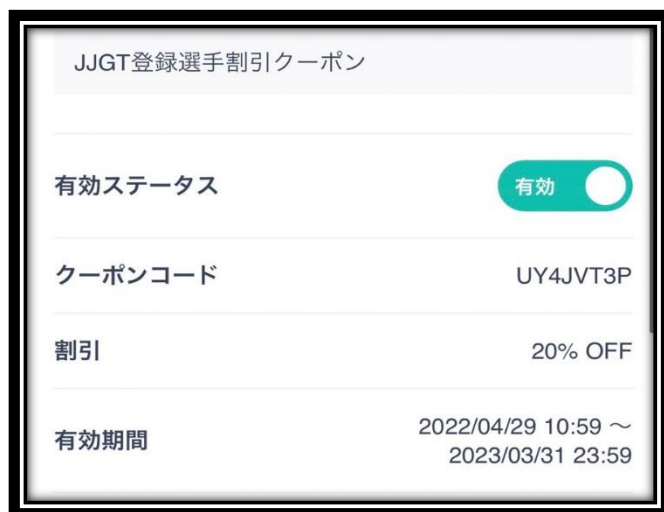 JJGT登録選手割引クーポン
有効ステータス
有効
クーポンコード
UY4JVT3P
割引
20% OFF
有効期間
2022/04/29 10:59 ～
2023/03/31 23:59